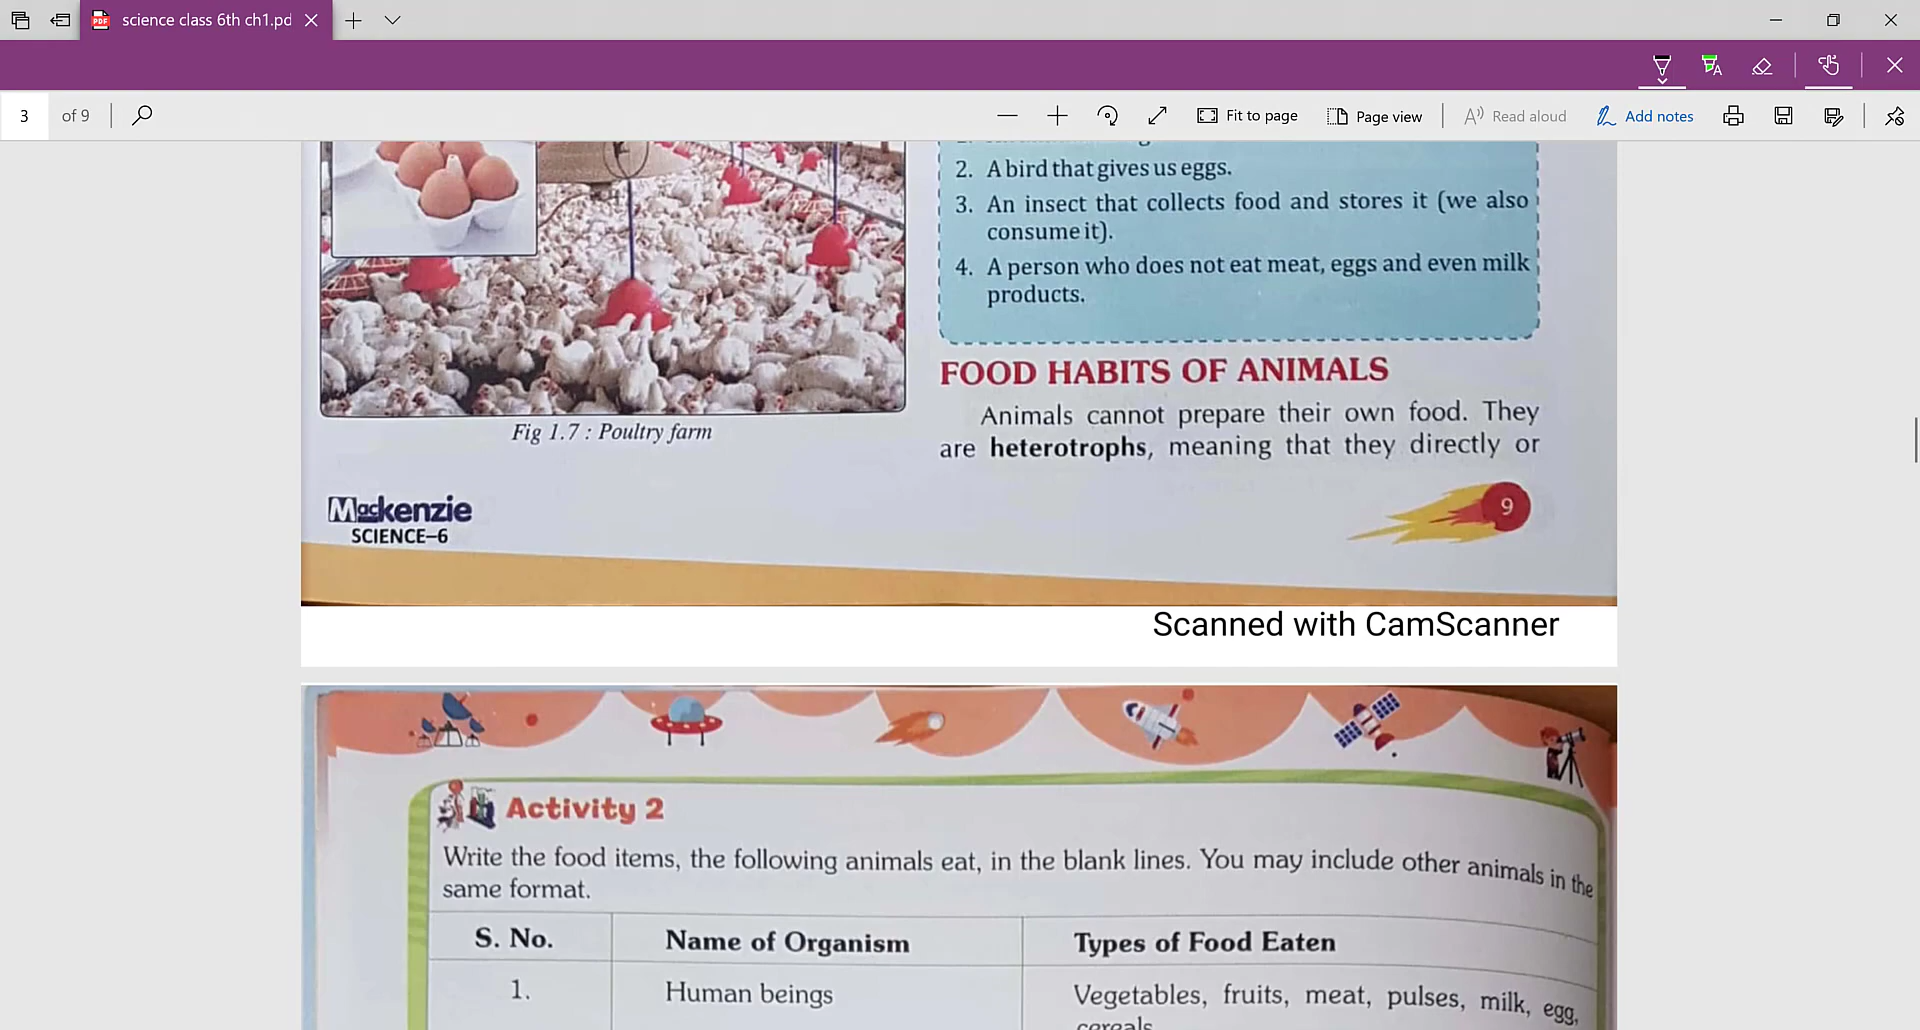 science class 6th ch1.pd
3 of 9
Fit to page
Page view
Read aloud
Add notes
2. A bird that gives us eggs.
3. An insect that collects food and stores it (we also
consume it).
4. A person who does not eat meat, eggs and even milk
products.
FOOD HABITS OF ANIMALS
Animals cannot prepare their own food. They
are heterotrophs, meaning that they directly or
Fig 1.7 : Poultry farm
Mackenzie
SCIENCE–6
9
Scanned with CamScanner
Activity 2
Write the food items, the following animals eat, in the blank lines. You may include other animals in the
same format.
S. No. Name of Organism Types of Food Eaten
1. Human beings Vegetables, fruits, meat, pulses, milk, egg,
cereals